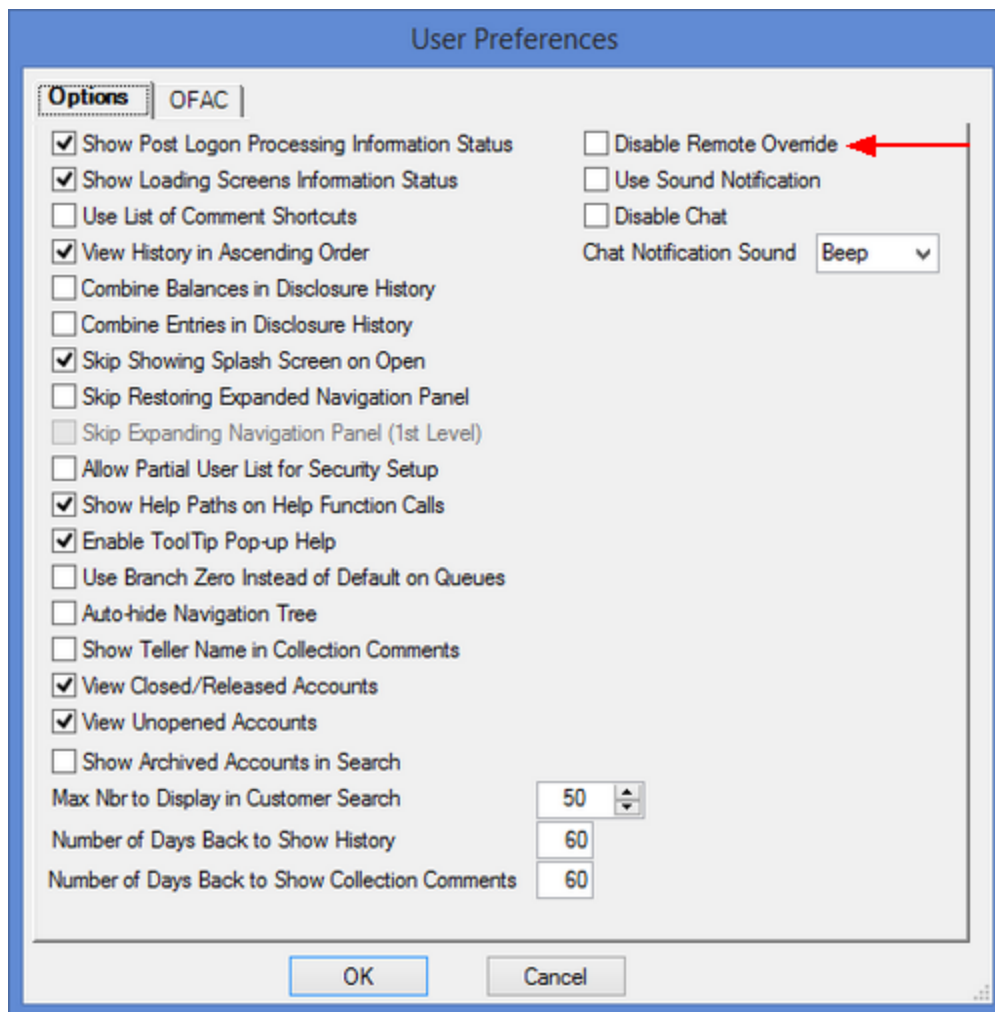 User Preferences
Options OFAC
Show Post Logon Processing Information Status
Show Loading Screens Information Status
Use List of Comment Shortcuts
View History in Ascending Order
Combine Balances in Disclosure History
Combine Entries in Disclosure History
Skip Showing Splash Screen on Open
Skip Restoring Expanded Navigation Panel
Skip Expanding Navigation Panel (1st Level)
Allow Partial User List for Security Setup
Show Help Paths on Help Function Calls
Enable ToolTip Pop-up Help
Use Branch Zero Instead of Default on Queues
Auto-hide Navigation Tree
Show Teller Name in Collection Comments
View Closed/Released Accounts
View Unopened Accounts
Show Archived Accounts in Search
Max Nbr to Display in Customer Search 50
Number of Days Back to Show History 60
Number of Days Back to Show Collection Comments 60
Disable Remote Override
Use Sound Notification
Disable Chat
Chat Notification Sound Beep
OK Cancel